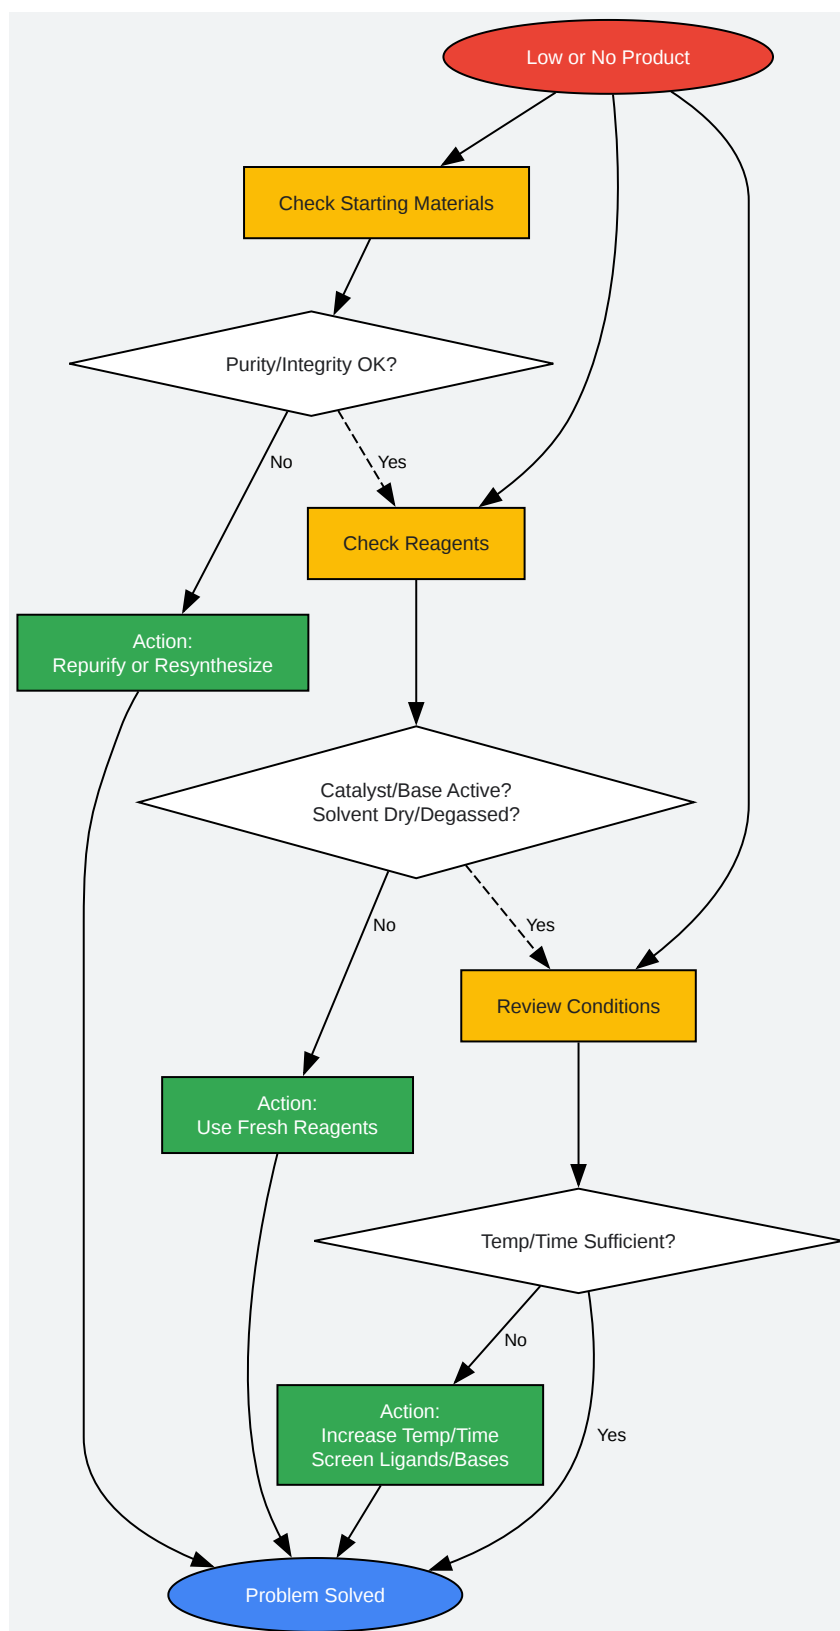 Low or No Product
Check Starting Materials
Purity/Integrity OK?
No
Yes
Check Reagents
Action:
Repurify or Resynthesize
Catalyst/Base Active?
Solvent Dry/Degassed?
No
Yes
Review Conditions
Action:
Use Fresh Reagents
Temp/Time Sufficient?
No
Action:
Increase Temp/Time
Screen Ligands/Bases
Yes
Problem Solved